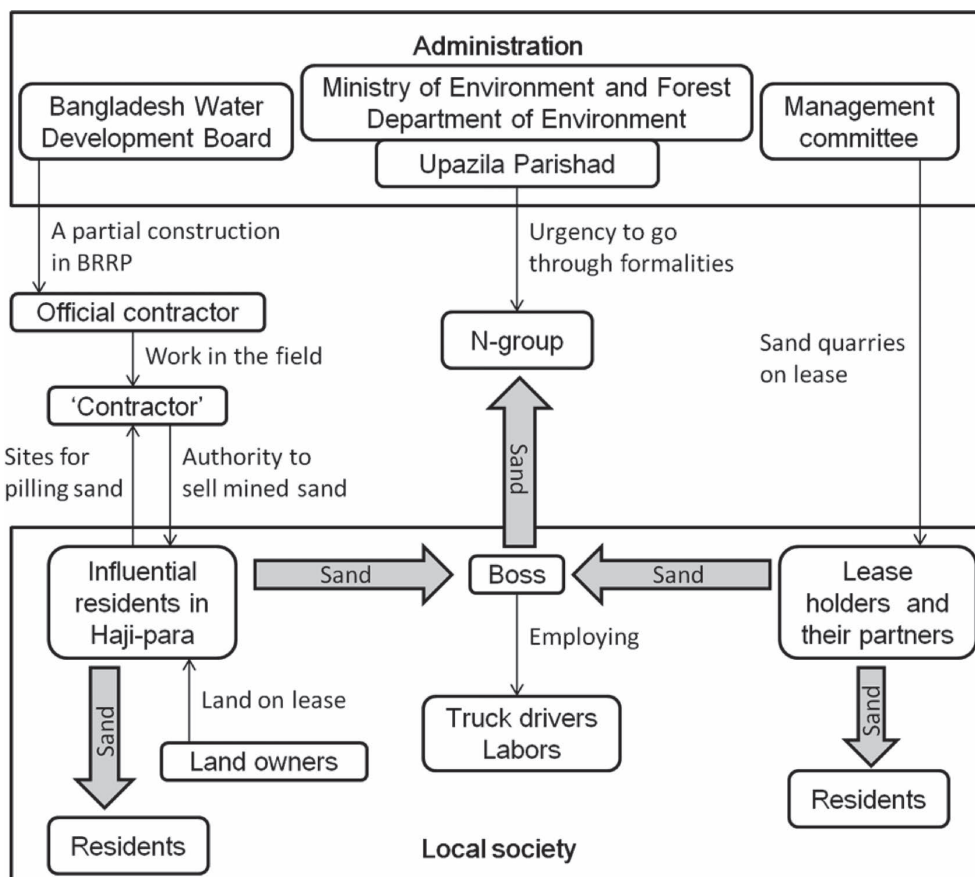 Administration
Bangladesh Water
Development Board
Ministry of Environment and Forest
Department of Environment
Upazila Parishad
Management
committee
A partial construction
in BRRP
Urgency to go
through formalities
Official contractor
N-group
Sand quarries
on lease
Work in the field
‘Contractor’
Sites for
pilling sand
Authority to
sell mined sand
Sand
Influential
residents in
Haji-para
Sand
Boss
Sand
Lease
holders and
their partners
Employing
Land on lease
Sand
Truck drivers
Labors
Sand
Land owners
Residents
Residents
Local society